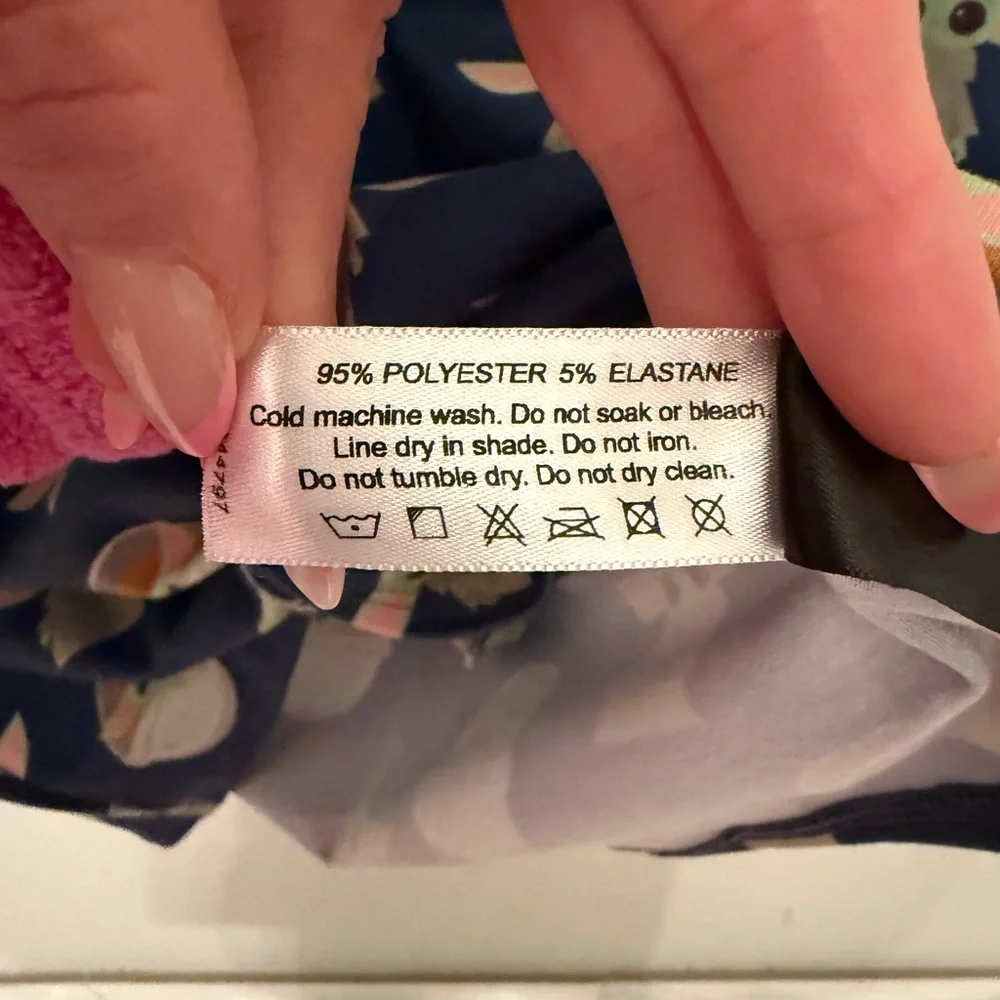 95% POLYESTER 5% ELASTANE
Cold machine wash. Do not soak or bleach.
Line dry in shade. Do not iron.
Do not tumble dry. Do not dry clean.